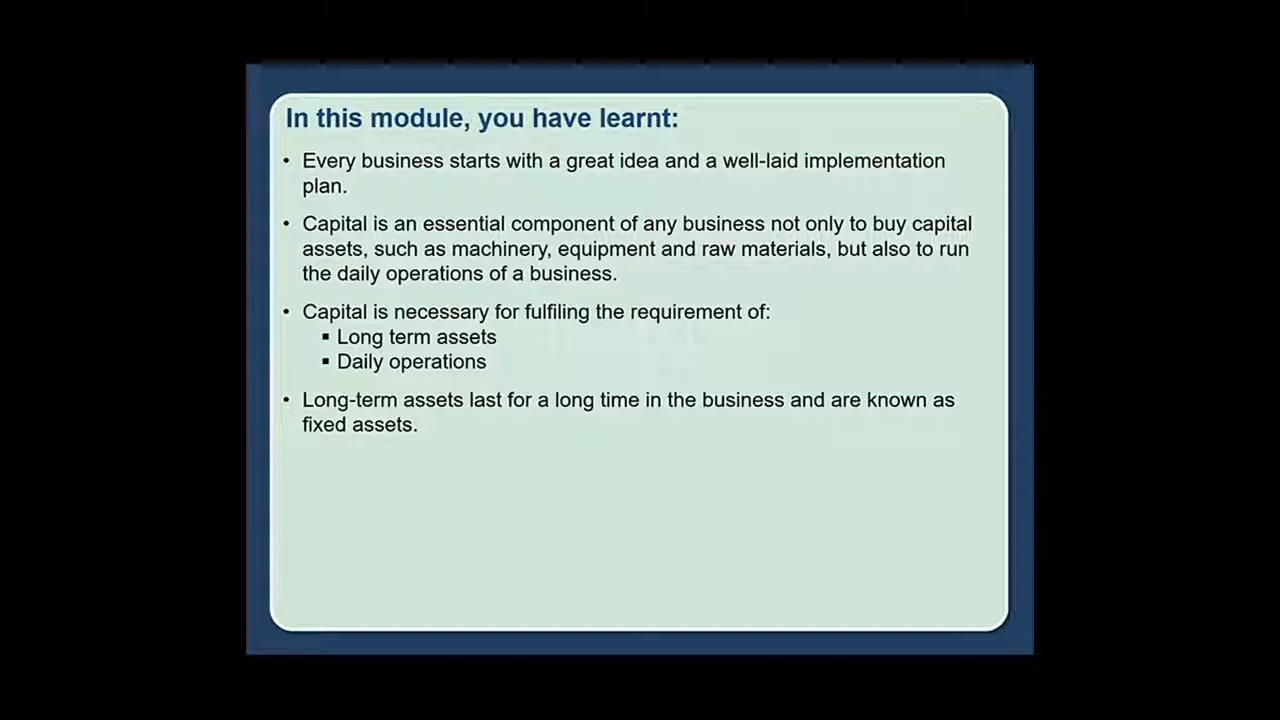 In this module, you have learnt:
• Every business starts with a great idea and a well-laid implementation
plan.
• Capital is an essential component of any business not only to buy capital
assets, such as machinery, equipment and raw materials, but also to run
the daily operations of a business.
• Capital is necessary for fulfiling the requirement of:
▪ Long term assets
▪ Daily operations
• Long-term assets last for a long time in the business and are known as
fixed assets.